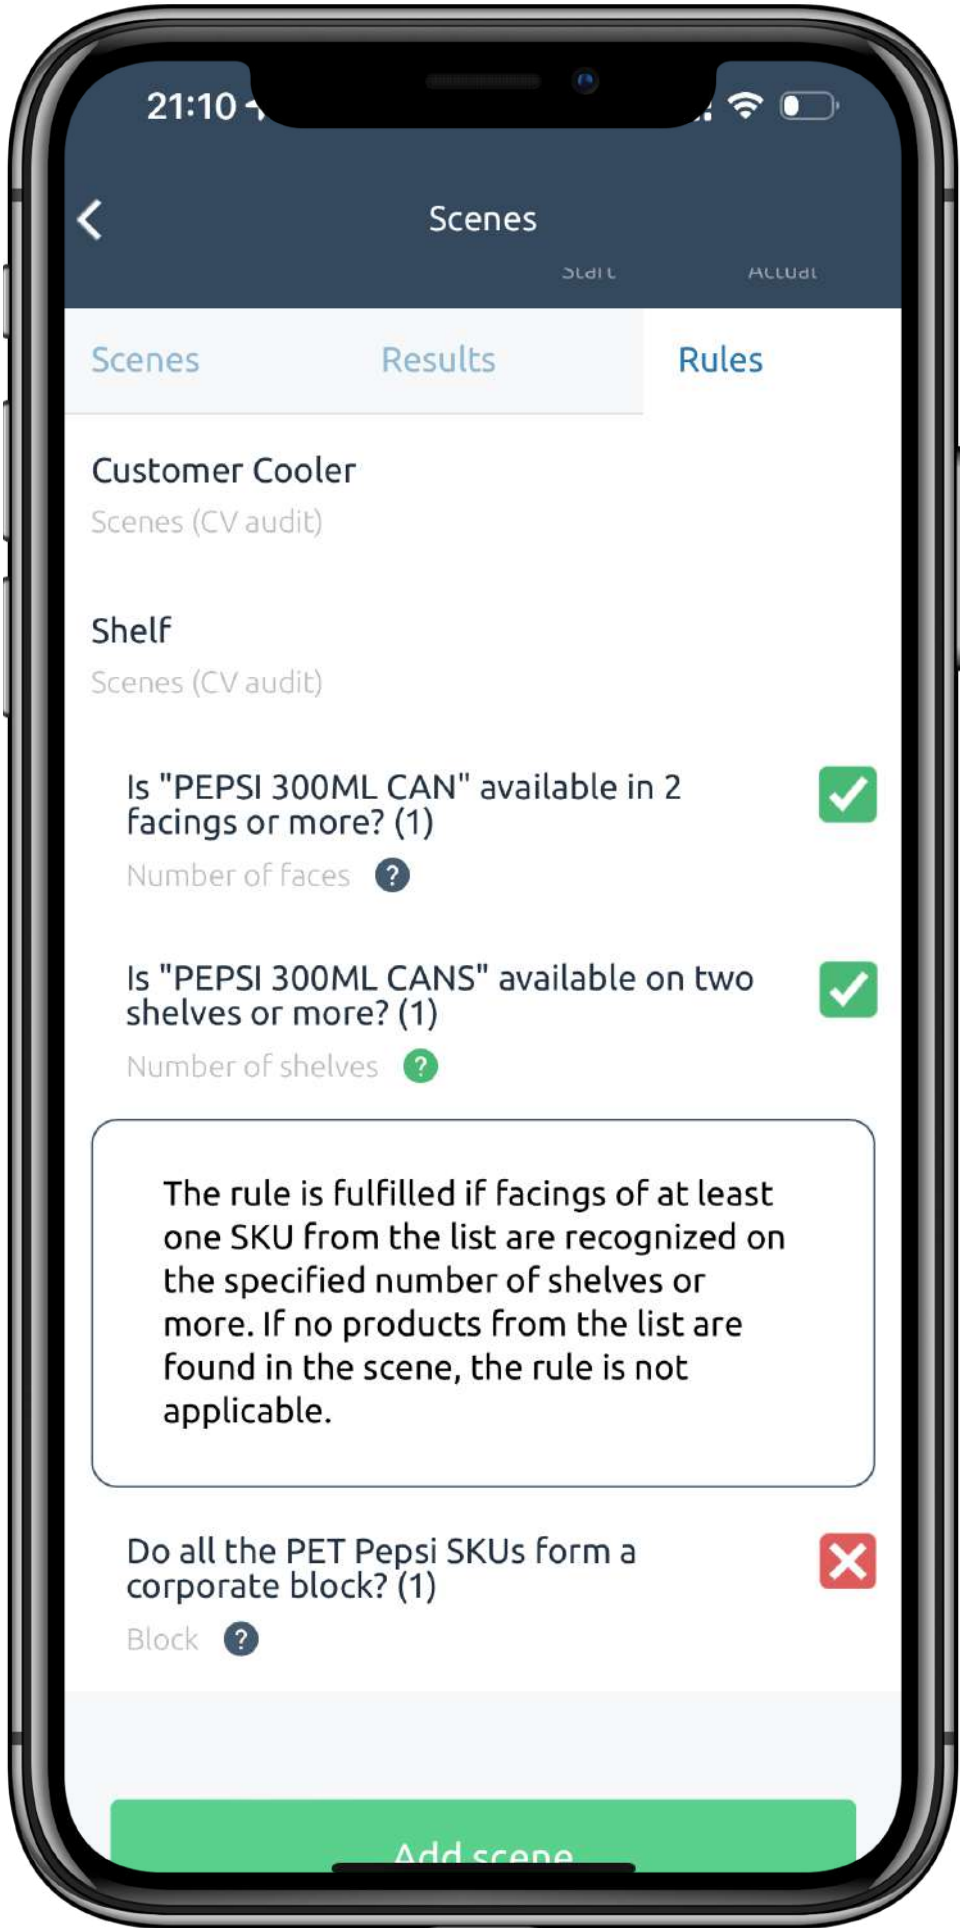 21:10
Scenes
Start Actual
Scenes Results Rules
Customer Cooler
Scenes (CV audit)
Shelf
Scenes (CV audit)
Is "PEPSI 300ML CAN" available in 2
facings or more? (1)
Number of faces ?
Is "PEPSI 300ML CANS" available on two
shelves or more? (1)
Number of shelves ?
The rule is fulfilled if facings of at least
one SKU from the list are recognized on
the specified number of shelves or
more. If no products from the list are
found in the scene, the rule is not
applicable.
Do all the PET Pepsi SKUs form a
corporate block? (1)
Block ?
Add scene